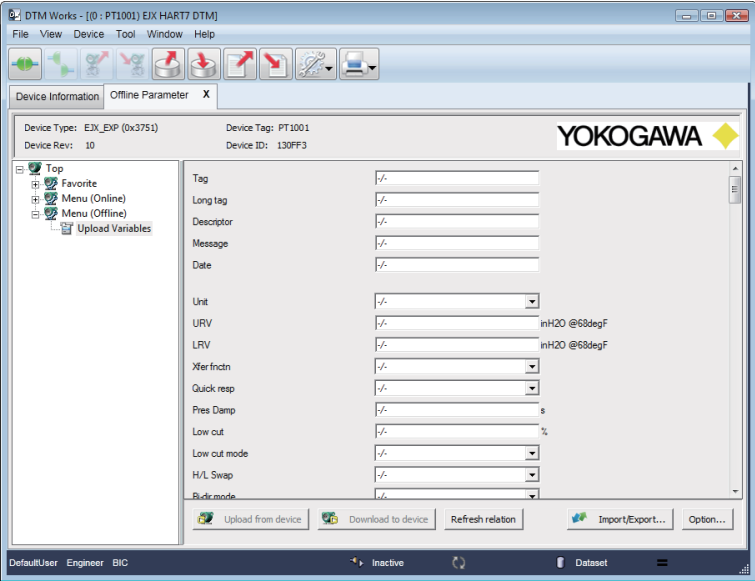 DTM Works - [(0 : PT1001) EJX HART7 DTM]
File View Device Tool Window Help
Device Information Offline Parameter X
Device Type: EJX_EXP (0x3751) Device Tag: PT1001
Device Rev: 10 Device ID: 130FF3
YOKOGAWA
Top
Favorite
Menu (Online)
Menu (Offline)
Upload Variables
Tag -/-
Long tag -/-
Descriptor -/-
Message -/-
Date -/-
Unit -/-
URV -/- inH2O @68degF
LRV -/- inH2O @68degF
Xfer fnctn -/-
Quick resp -/-
Pres Damp -/- s
Low cut -/- %
Low cut mode -/-
H/L Swap -/-
Bi-dir mode -/-
Upload from device Download to device Refresh relation Import/Export... Option...
DefaultUser Engineer BIC Inactive Dataset